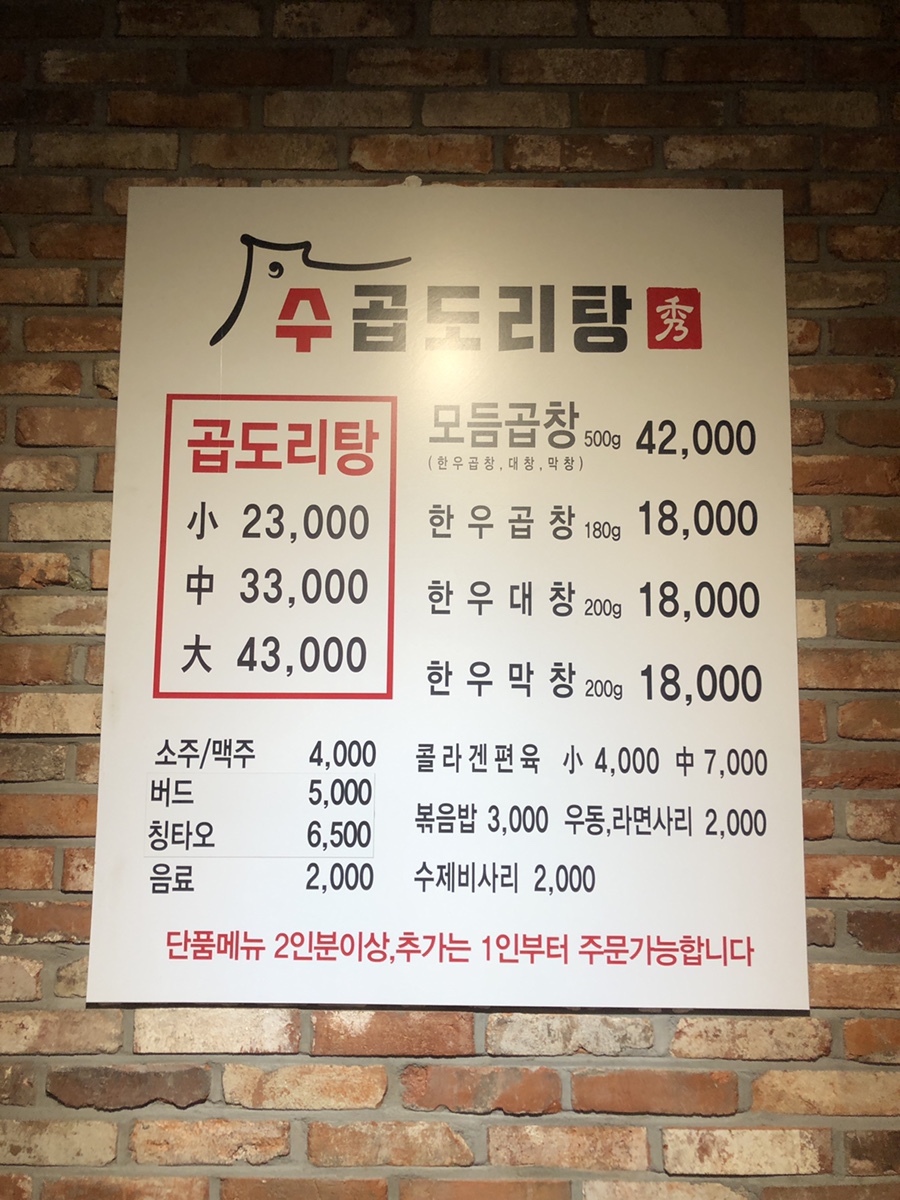 수곱도리탕 秀
곱도리탕
小 23,000
中 33,000
大 43,000
모듬곱창 500g 42,000
(한우곱창,대창,막창)
한우곱창 180g 18,000
한우대창 200g 18,000
한우막창 200g 18,000
소주/맥주 4,000
버드 5,000
칭타오 6,500
음료 2,000
콜라겐편육 小 4,000 中 7,000
볶음밥 3,000 우동,라면사리 2,000
수제비사리 2,000
단품메뉴 2인분이상,추가는 1인부터 주문가능합니다